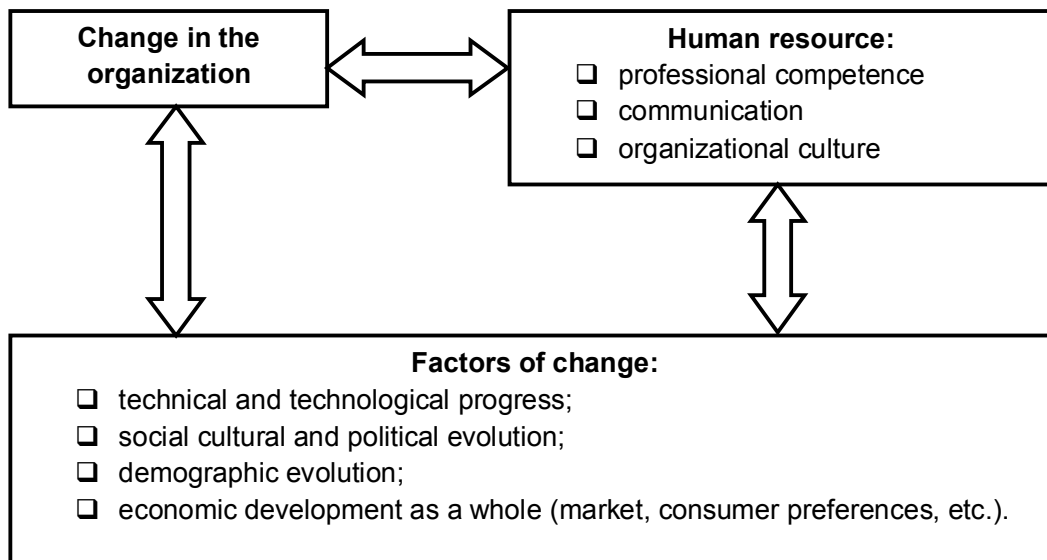 Change in the
organization
Human resource:
❑ professional competence
❑ communication
❑ organizational culture
Factors of change:
❑ technical and technological progress;
❑ social cultural and political evolution;
❑ demographic evolution;
❑ economic development as a whole (market, consumer preferences, etc.).